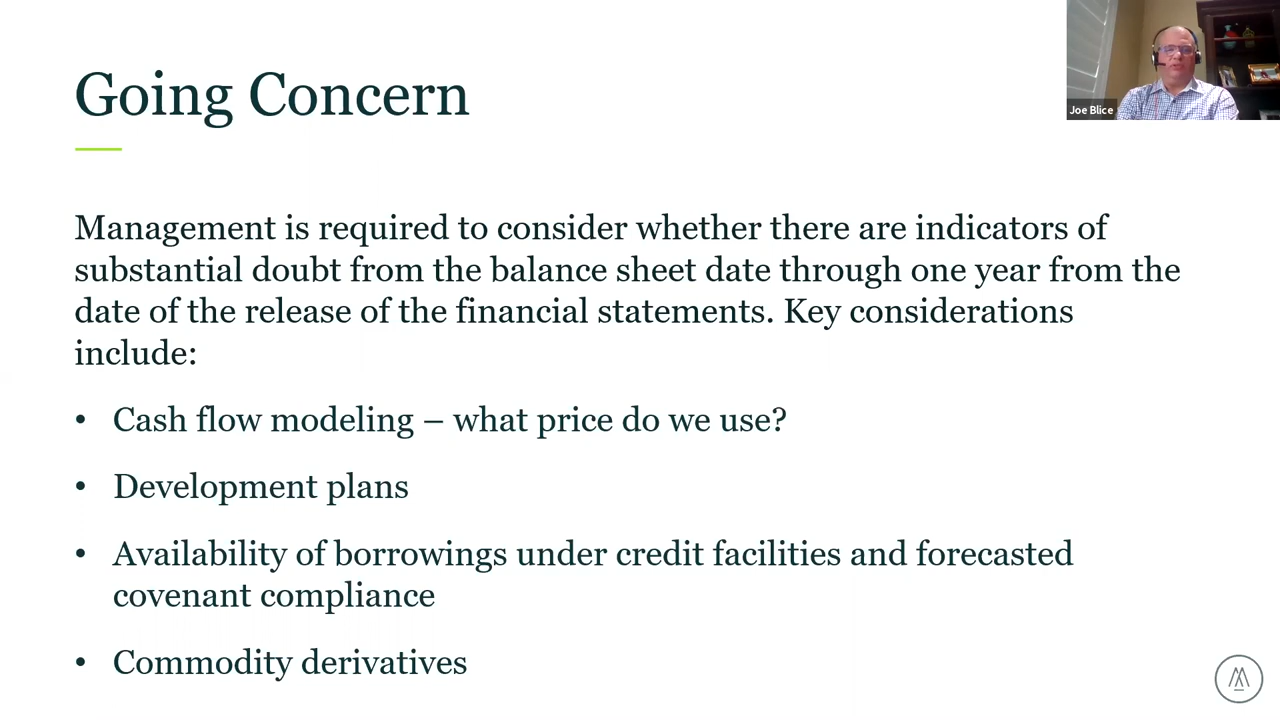 Going Concern
Joe Blice
Management is required to consider whether there are indicators of
substantial doubt from the balance sheet date through one year from the
date of the release of the financial statements. Key considerations
include:
• Cash flow modeling – what price do we use?
• Development plans
• Availability of borrowings under credit facilities and forecasted
covenant compliance
• Commodity derivatives